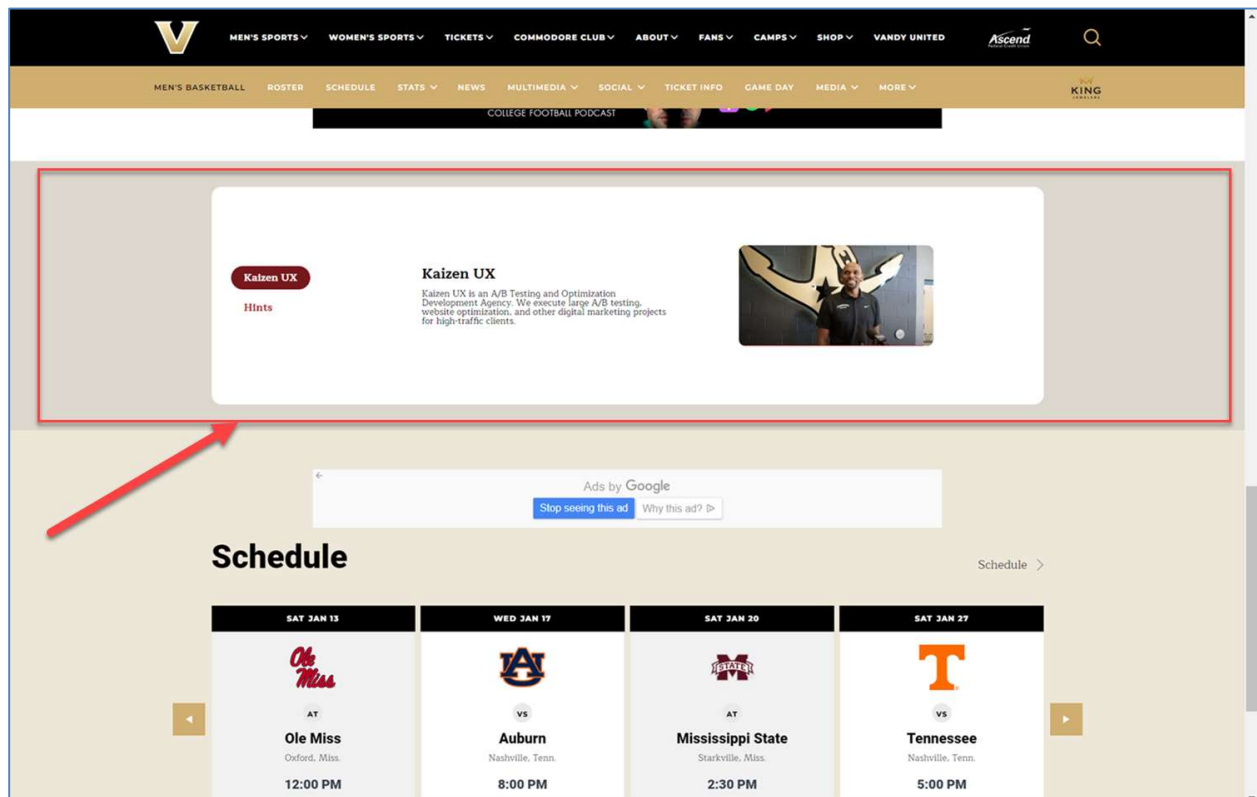 V
MEN'S SPORTS WOMEN'S SPORTS TICKETS COMMODORE CLUB ABOUT FANS CAMPS SHOP VANDY UNITED Ascend
MEN'S BASKETBALL ROSTER SCHEDULE STATS NEWS MULTIMEDIA SOCIAL TICKET INFO GAME DAY MEDIA MORE KING
JEWELERS
COLLEGE FOOTBALL PODCAST
Kaizen UX
Hints
Kaizen UX
Kaizen UX is an A/B Testing and Optimization
Development Agency. We execute large A/B testing,
website optimization, and other digital marketing projects
for high-traffic clients.
Ads by Google
Stop seeing this ad Why this ad?
Schedule
Schedule
SAT JAN 13 WED JAN 17 SAT JAN 20 SAT JAN 27
Ole Miss AU M STATE T
AT VS AT VS
Ole Miss Auburn Mississippi State Tennessee
Oxford, Miss. Nashville, Tenn. Starkville, Miss. Nashville, Tenn.
12:00 PM 8:00 PM 2:30 PM 5:00 PM